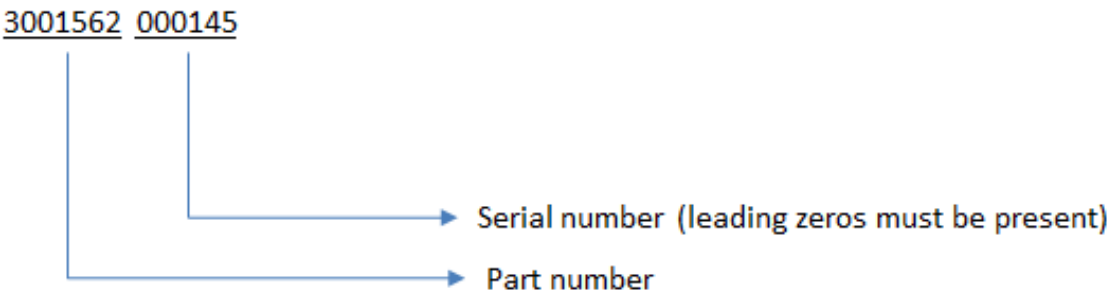 3001562 000145
Serial number (leading zeros must be present)
Part number